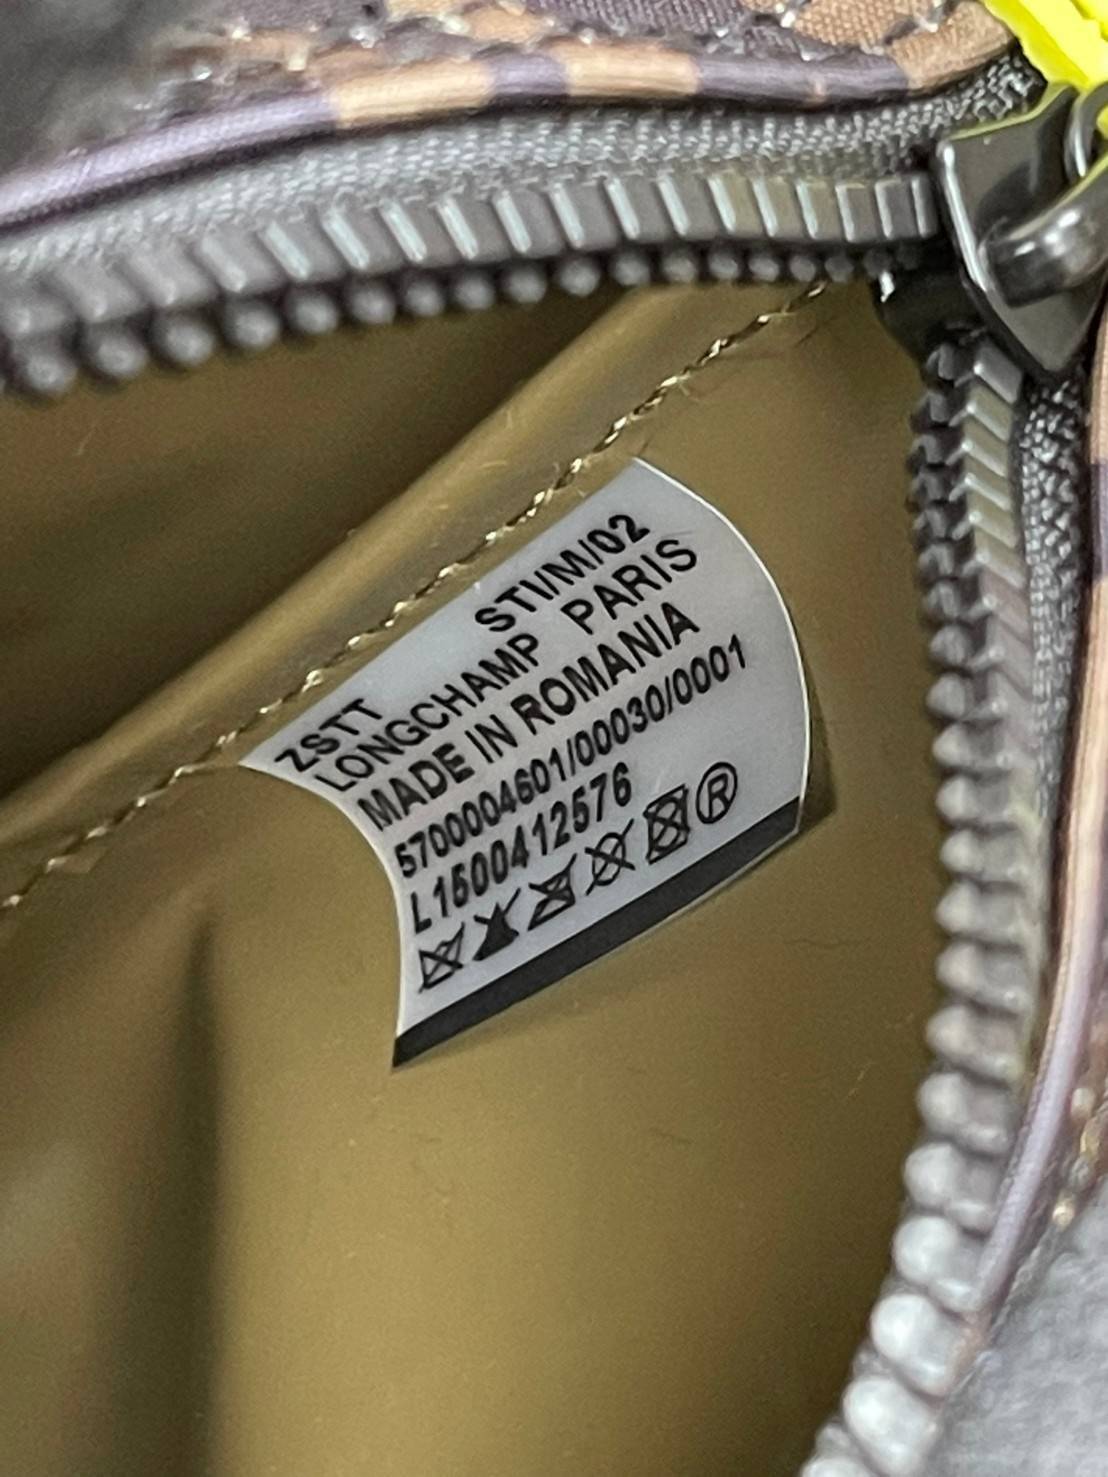 ZSTT STI/M/02
LONGCHAMP PARIS
MADE IN ROMANIA
5700004601/00030/0001
L1500412576
®